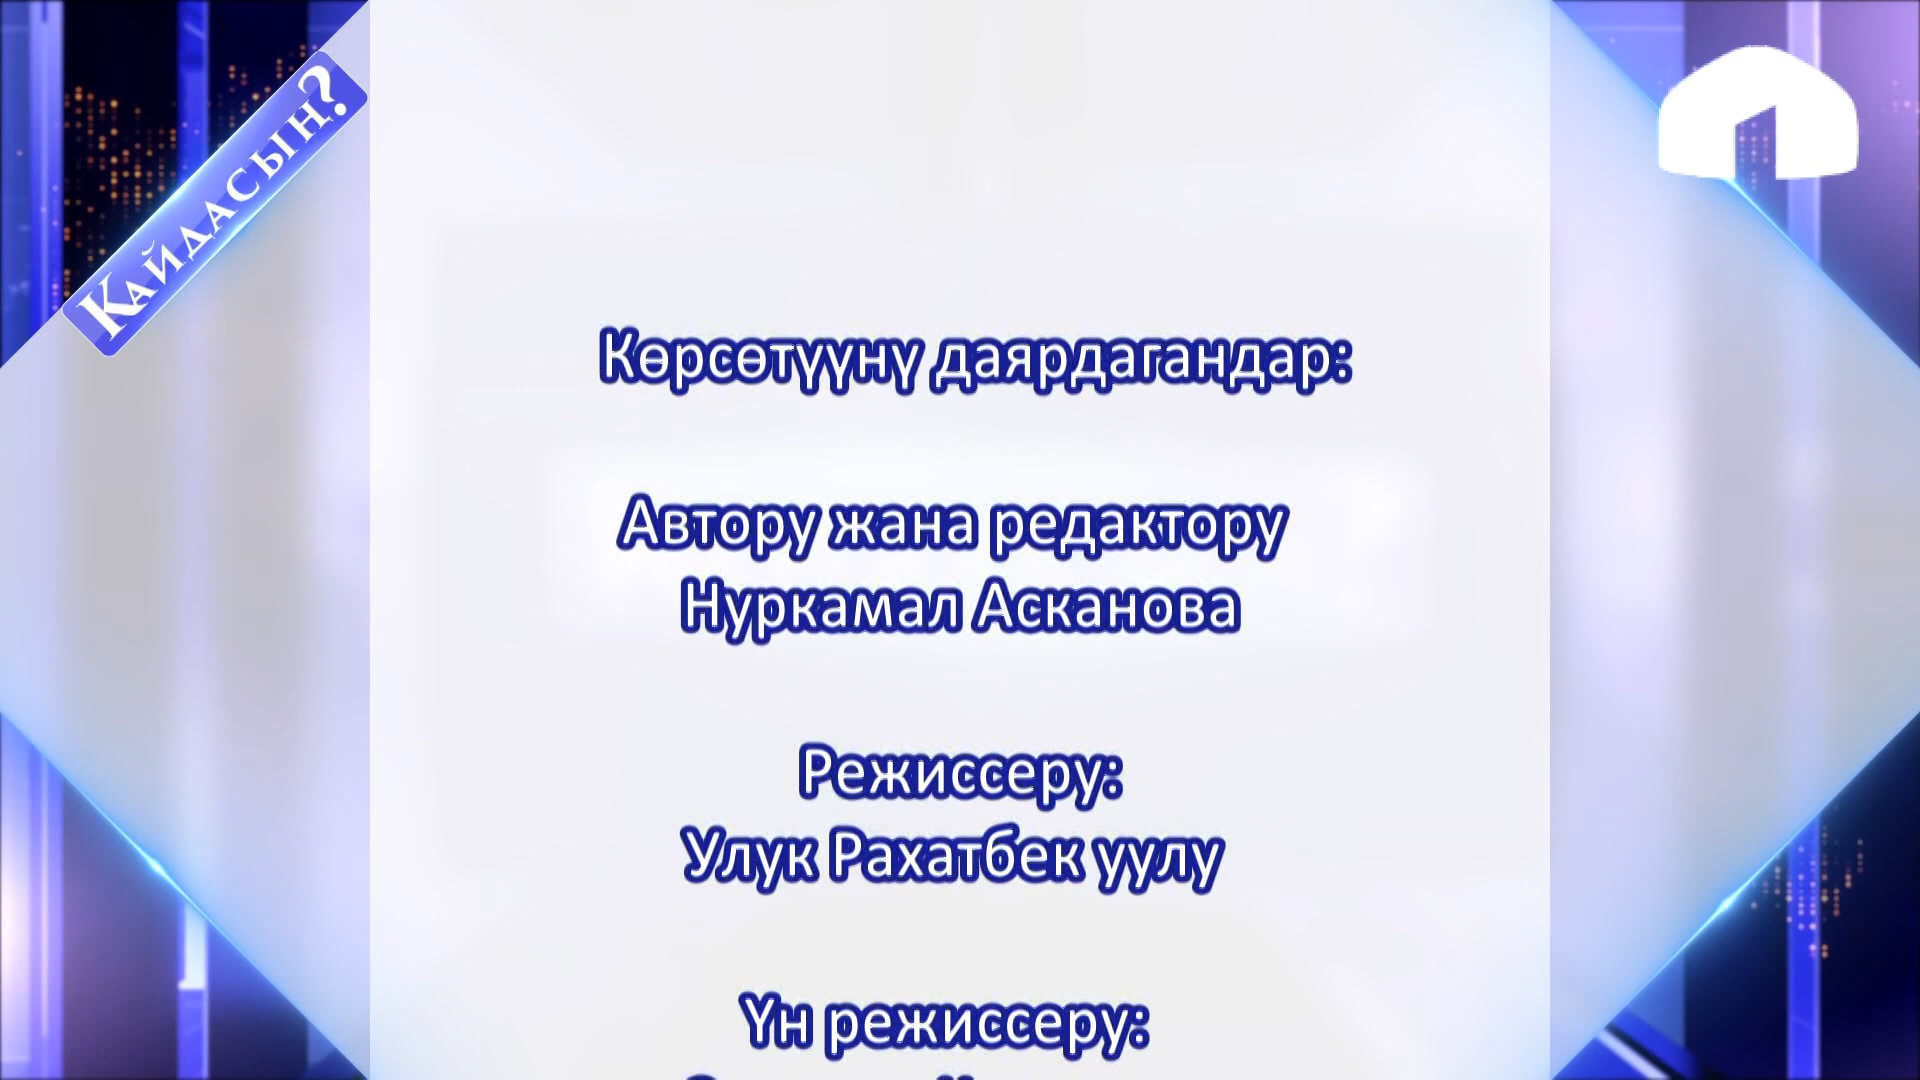 Кайдасың?
Көрсөтүүнү даярдагандар:
Автору жана редактору
Нуркамал Асканова
Режиссеру:
Улук Рахатбек уулу
Үн режиссеру: